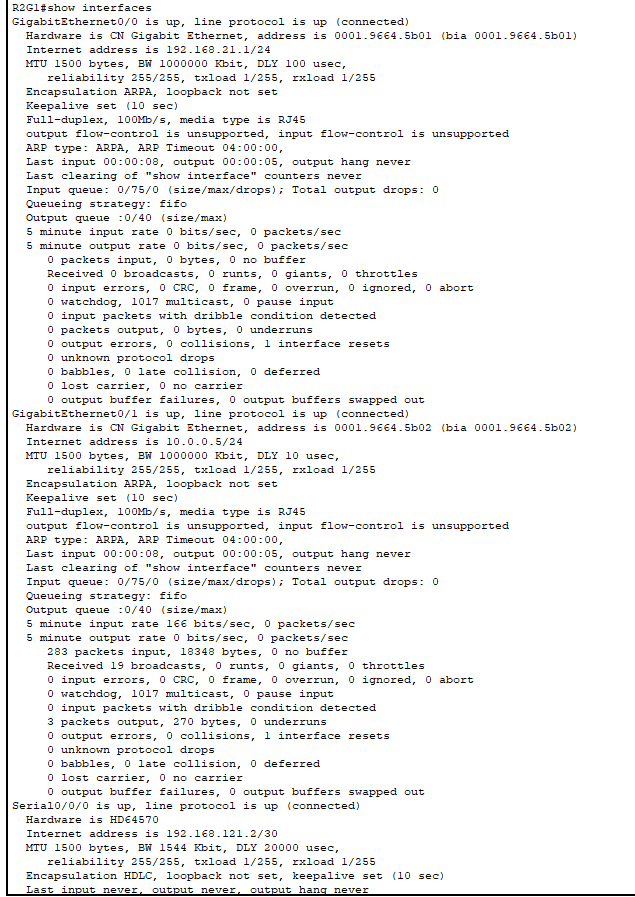 R2G1#show interfaces
GigabitEthernet0/0 is up, line protocol is up (connected)
  Hardware is CN Gigabit Ethernet, address is 0001.9664.5b01 (bia 0001.9664.5b01)
  Internet address is 192.168.21.1/24
  MTU 1500 bytes, BW 1000000 Kbit, DLY 100 usec,
     reliability 255/255, txload 1/255, rxload 1/255
  Encapsulation ARPA, loopback not set
  Keepalive set (10 sec)
  Full-duplex, 100Mb/s, media type is RJ45
  output flow-control is unsupported, input flow-control is unsupported
  ARP type: ARPA, ARP Timeout 04:00:00,
  Last input 00:00:08, output 00:00:05, output hang never
  Last clearing of "show interface" counters never
  Input queue: 0/75/0 (size/max/drops); Total output drops: 0
  Queueing strategy: fifo
  Output queue :0/40 (size/max)
  5 minute input rate 0 bits/sec, 0 packets/sec
  5 minute output rate 0 bits/sec, 0 packets/sec
     0 packets input, 0 bytes, 0 no buffer
     Received 0 broadcasts, 0 runts, 0 giants, 0 throttles
     0 input errors, 0 CRC, 0 frame, 0 overrun, 0 ignored, 0 abort
     0 watchdog, 1017 multicast, 0 pause input
     0 input packets with dribble condition detected
     0 packets output, 0 bytes, 0 underruns
     0 output errors, 0 collisions, 1 interface resets
     0 unknown protocol drops
     0 babbles, 0 late collision, 0 deferred
     0 lost carrier, 0 no carrier
     0 output buffer failures, 0 output buffers swapped out
GigabitEthernet0/1 is up, line protocol is up (connected)
  Hardware is CN Gigabit Ethernet, address is 0001.9664.5b02 (bia 0001.9664.5b02)
  Internet address is 10.0.0.5/24
  MTU 1500 bytes, BW 1000000 Kbit, DLY 10 usec,
     reliability 255/255, txload 1/255, rxload 1/255
  Encapsulation ARPA, loopback not set
  Keepalive set (10 sec)
  Full-duplex, 100Mb/s, media type is RJ45
  output flow-control is unsupported, input flow-control is unsupported
  ARP type: ARPA, ARP Timeout 04:00:00,
  Last input 00:00:08, output 00:00:05, output hang never
  Last clearing of "show interface" counters never
  Input queue: 0/75/0 (size/max/drops); Total output drops: 0
  Queueing strategy: fifo
  Output queue :0/40 (size/max)
  5 minute input rate 166 bits/sec, 0 packets/sec
  5 minute output rate 0 bits/sec, 0 packets/sec
     283 packets input, 18348 bytes, 0 no buffer
     Received 19 broadcasts, 0 runts, 0 giants, 0 throttles
     0 input errors, 0 CRC, 0 frame, 0 overrun, 0 ignored, 0 abort
     0 watchdog, 1017 multicast, 0 pause input
     0 input packets with dribble condition detected
     3 packets output, 270 bytes, 0 underruns
     0 output errors, 0 collisions, 1 interface resets
     0 unknown protocol drops
     0 babbles, 0 late collision, 0 deferred
     0 lost carrier, 0 no carrier
     0 output buffer failures, 0 output buffers swapped out
Serial0/0/0 is up, line protocol is up (connected)
  Hardware is HD64570
  Internet address is 192.168.121.2/30
  MTU 1500 bytes, BW 1544 Kbit, DLY 20000 usec,
     reliability 255/255, txload 1/255, rxload 1/255
  Encapsulation HDLC, loopback not set, keepalive set (10 sec)
  Last input never, output never, output hang never